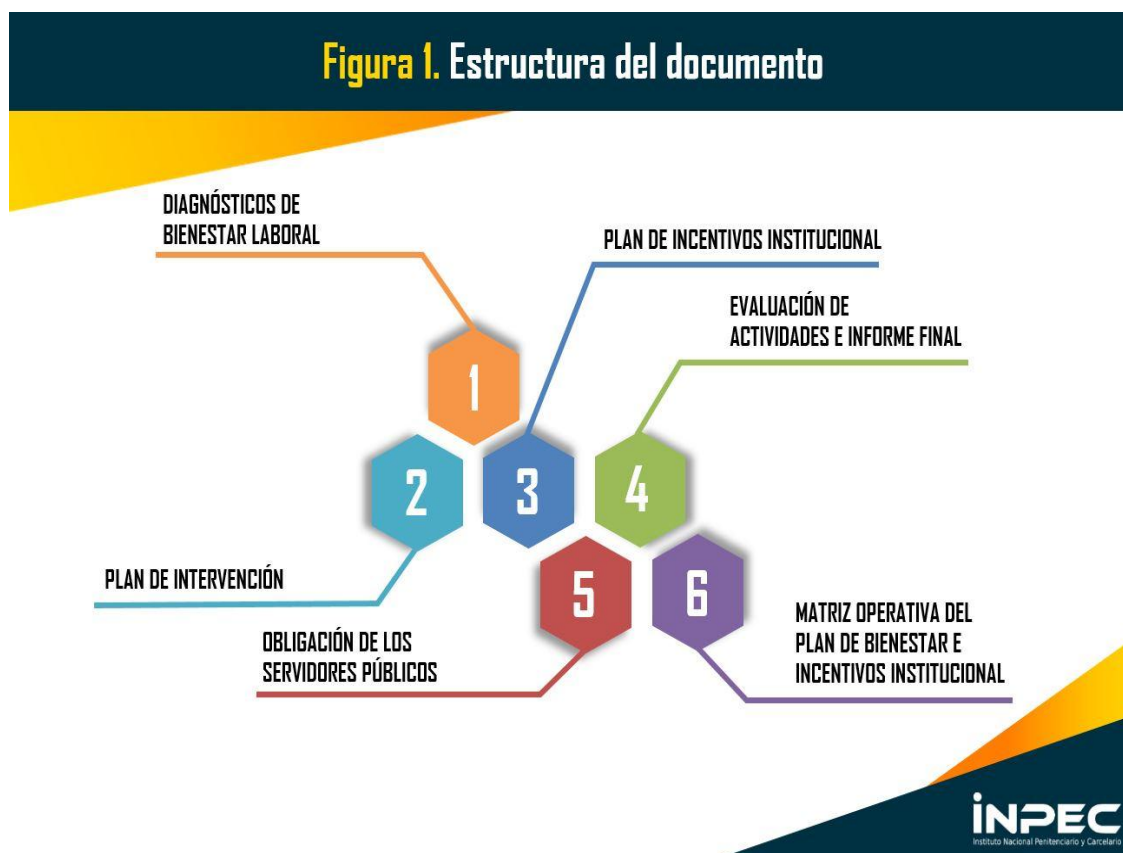 Figura 1. Estructura del documento
DIAGNÓSTICOS DE
BIENESTAR LABORAL
PLAN DE INCENTIVOS INSTITUCIONAL
EVALUACIÓN DE
ACTIVIDADES E INFORME FINAL
1
2
3
4
PLAN DE INTERVENCIÓN
5
6
OBLIGACIÓN DE LOS
SERVIDORES PÚBLICOS
MATRIZ OPERATIVA DEL
PLAN DE BIENESTAR E
INCENTIVOS INSTITUCIONAL
INPEC
Instituto Nacional Penitenciario y Carcelario